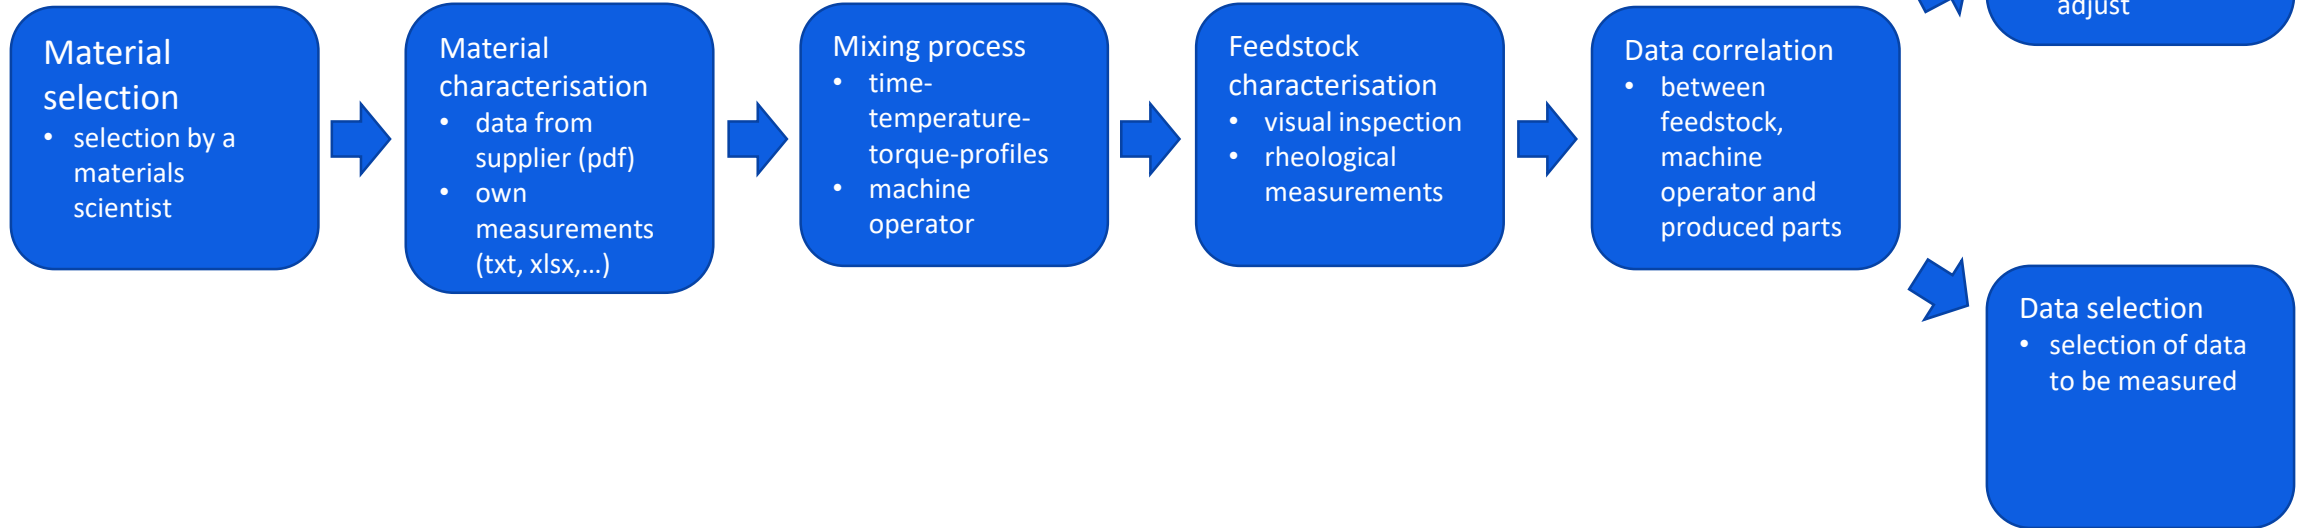 Material
selection
• selection by a
materials
scientist
Material
characterisation
• data from
supplier (pdf)
• own
measurements
(txt, xlsx,...)
Mixing process
• time-
temperature-
torque-profiles
• machine
operator
Feedstock
characterisation
• visual inspection
• rheological
measurements
Data correlation
• between
feedstock,
machine
operator and
produced parts
adjust
Data selection
• selection of data
to be measured